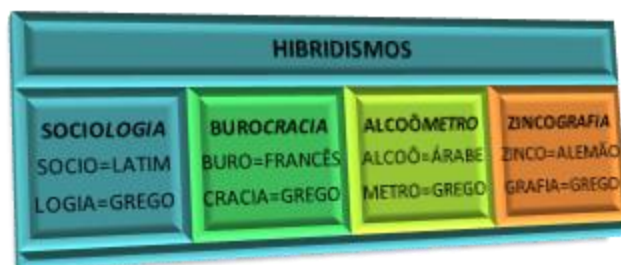 HIBRIDISMOS
SOCIOLOGIA
SOCIO=LATIM
LOGIA=GREGO
BUROCRACIA
BURO=FRANCÊS
CRACIA=GREGO
ALCOÔMETRO
ALCOÔ=ÁRABE
METRO=GREGO
ZINCOGRAFIA
ZINCO=ALEMÃO
GRAFIA=GREGO